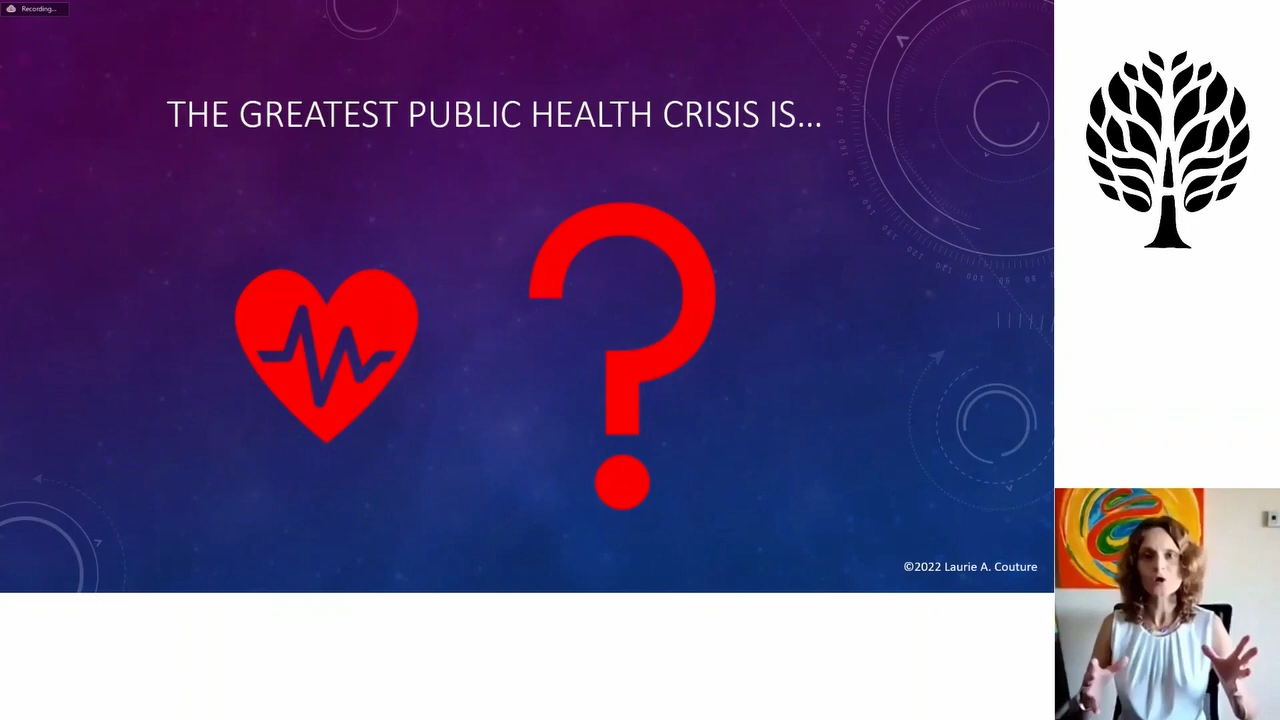 Recording...
THE GREATEST PUBLIC HEALTH CRISIS IS...
©2022 Laurie A. Couture